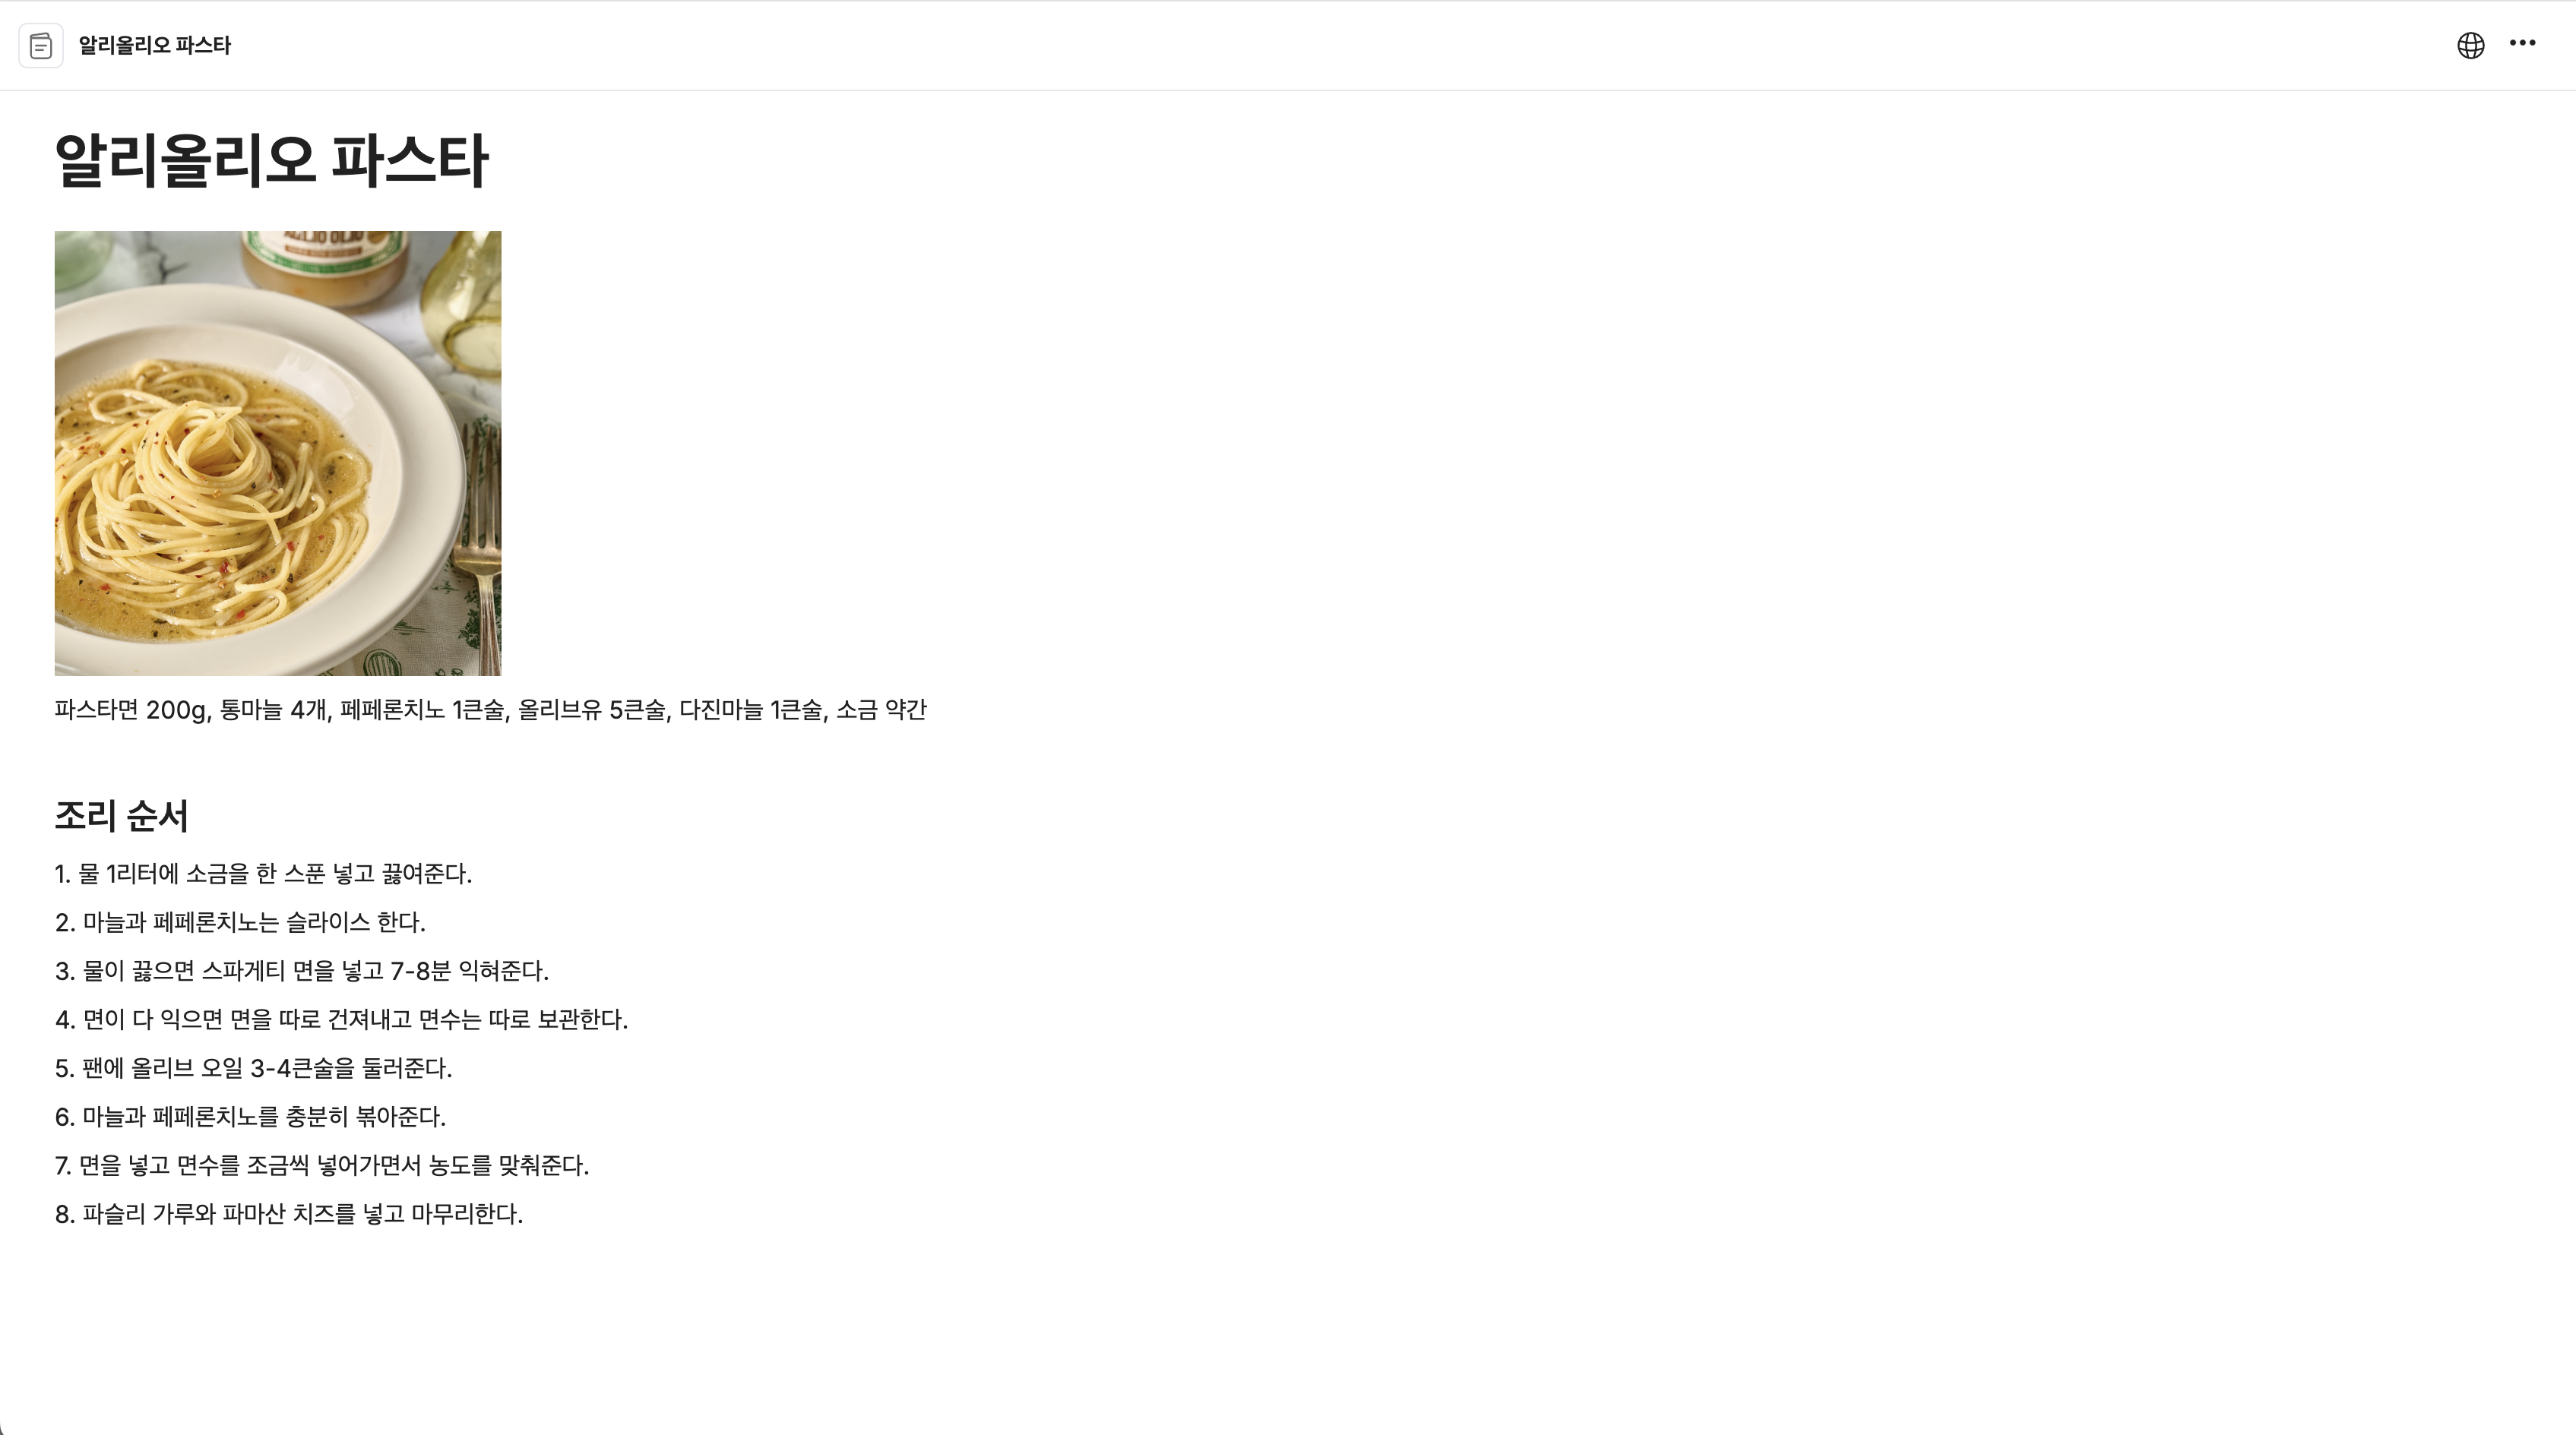 알리올리오 파스타
알리올리오 파스타
AGLIO OLIO
파스타면 200g, 통마늘 4개, 페페론치노 1큰술, 올리브유 5큰술, 다진마늘 1큰술, 소금 약간
조리 순서
1. 물 1리터에 소금을 한 스푼 넣고 끓여준다.
2. 마늘과 페페론치노는 슬라이스 한다.
3. 물이 끓으면 스파게티 면을 넣고 7-8분 익혀준다.
4. 면이 다 익으면 면을 따로 건져내고 면수는 따로 보관한다.
5. 팬에 올리브 오일 3-4큰술을 둘러준다.
6. 마늘과 페페론치노를 충분히 볶아준다.
7. 면을 넣고 면수를 조금씩 넣어가면서 농도를 맞춰준다.
8. 파슬리 가루와 파마산 치즈를 넣고 마무리한다.